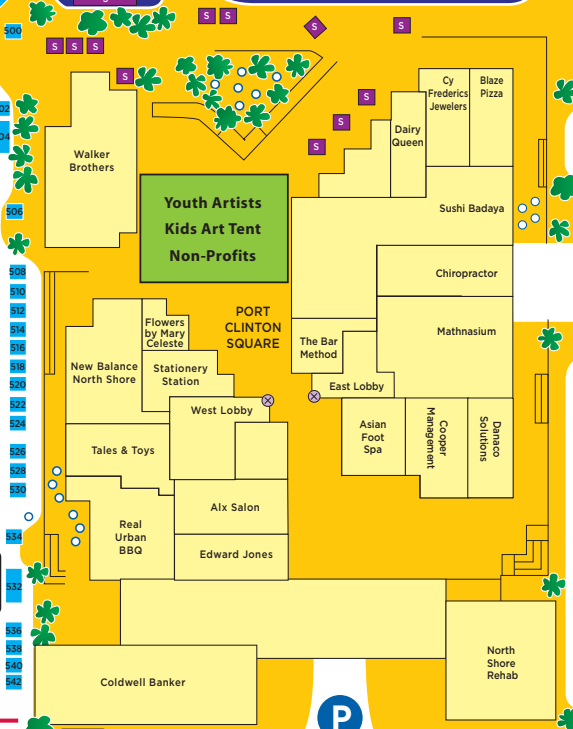 S
S
S
S
500
S
S
S
S
S
Cy
Frederics
Jewelers
Blaze
Pizza
02
04
S
S
Dairy
Queen
Walker
Brothers
Youth Artists
Kids Art Tent
Non-Profits
506
Sushi Badaya
508
510
Chiropractor
512
514
516
518
520
522
524
526
528
530
534
532
536
538
540
542
PORT
CLINTON
SQUARE
Flowers
by Mary
Celeste
Mathnasium
The Bar
Method
New Balance
North Shore
Stationery
Station
East Lobby
West Lobby
Asian
Foot
Spa
Cooper
Management
Danaco
Solutions
Tales & Toys
Alx Salon
Real
Urban
BBQ
Edward Jones
North
Shore
Rehab
Coldwell Banker
P